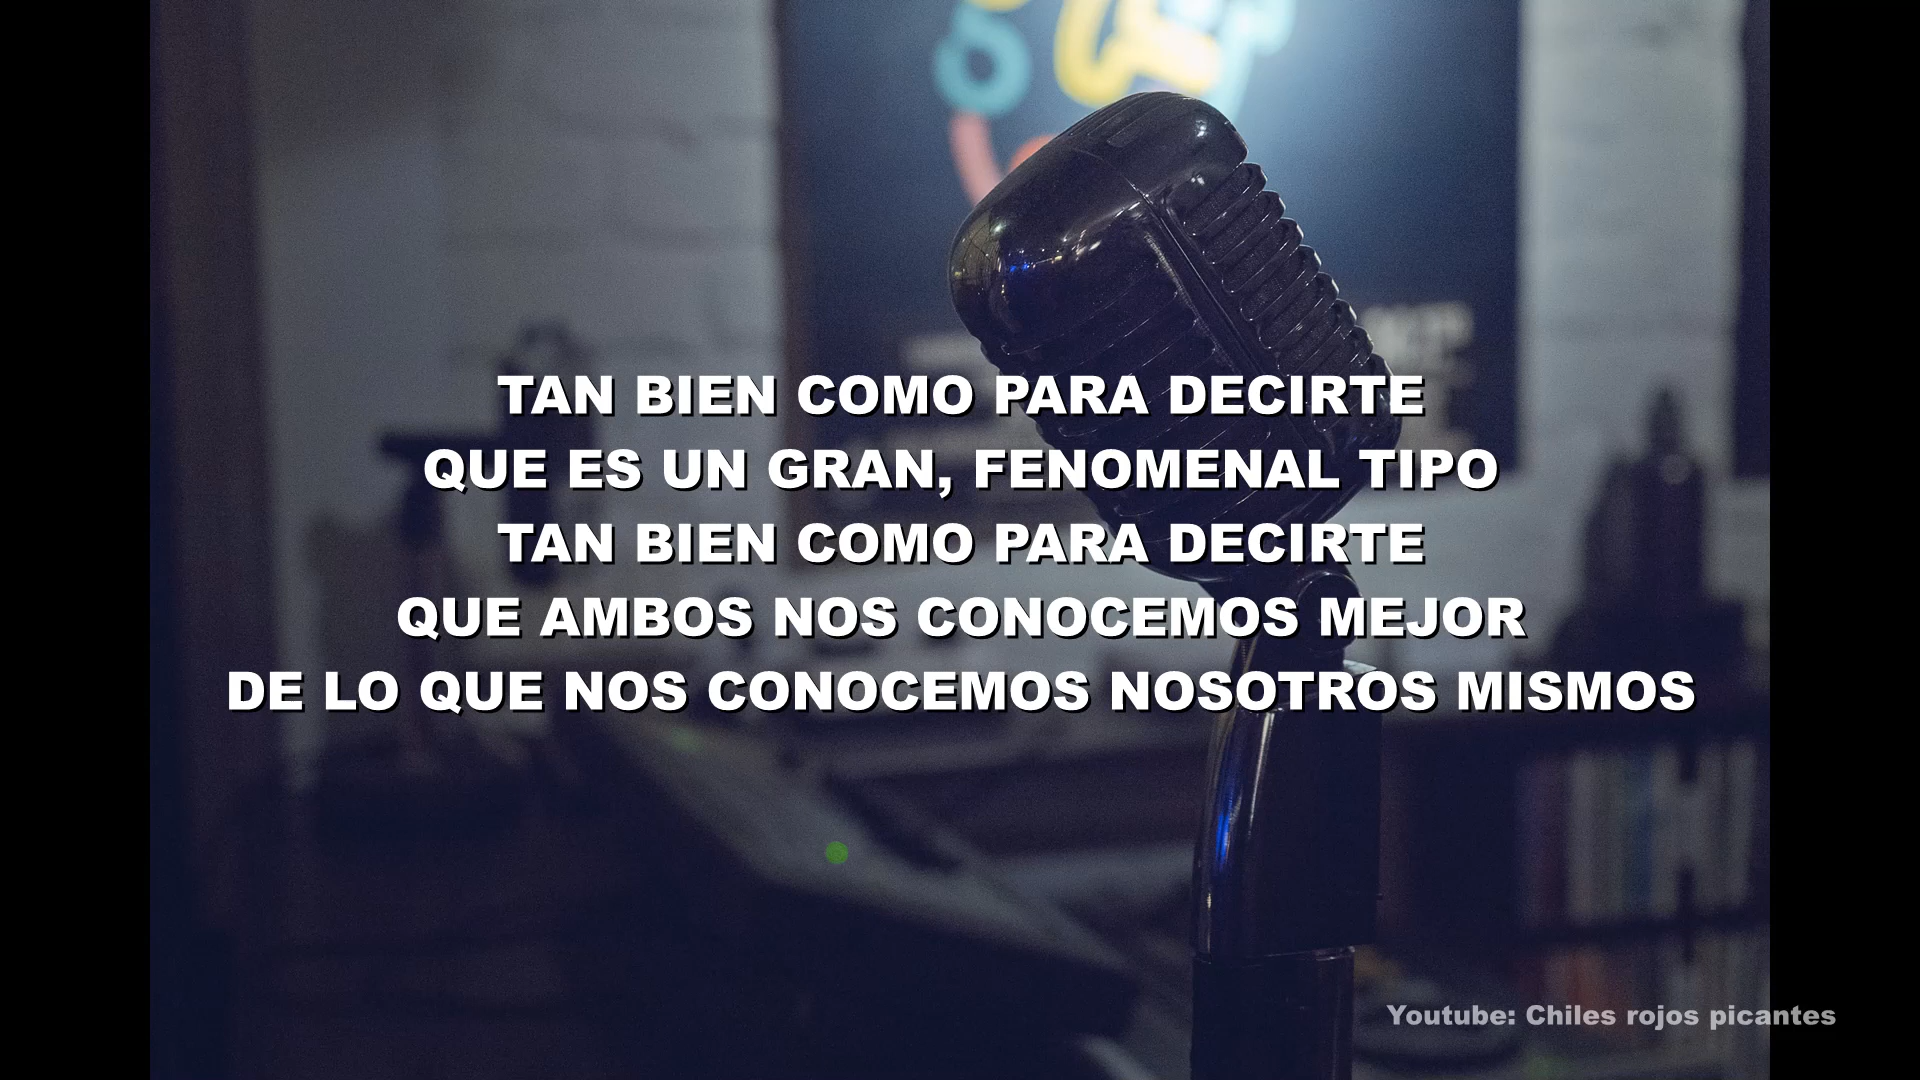 TAN BIEN COMO PARA DECIRTE
QUE ES UN GRAN, FENOMENAL TIPO
TAN BIEN COMO PARA DECIRTE
QUE AMBOS NOS CONOCEMOS MEJOR
DE LO QUE NOS CONOCEMOS NOSOTROS MISMOS
Youtube: Chiles rojos picantes